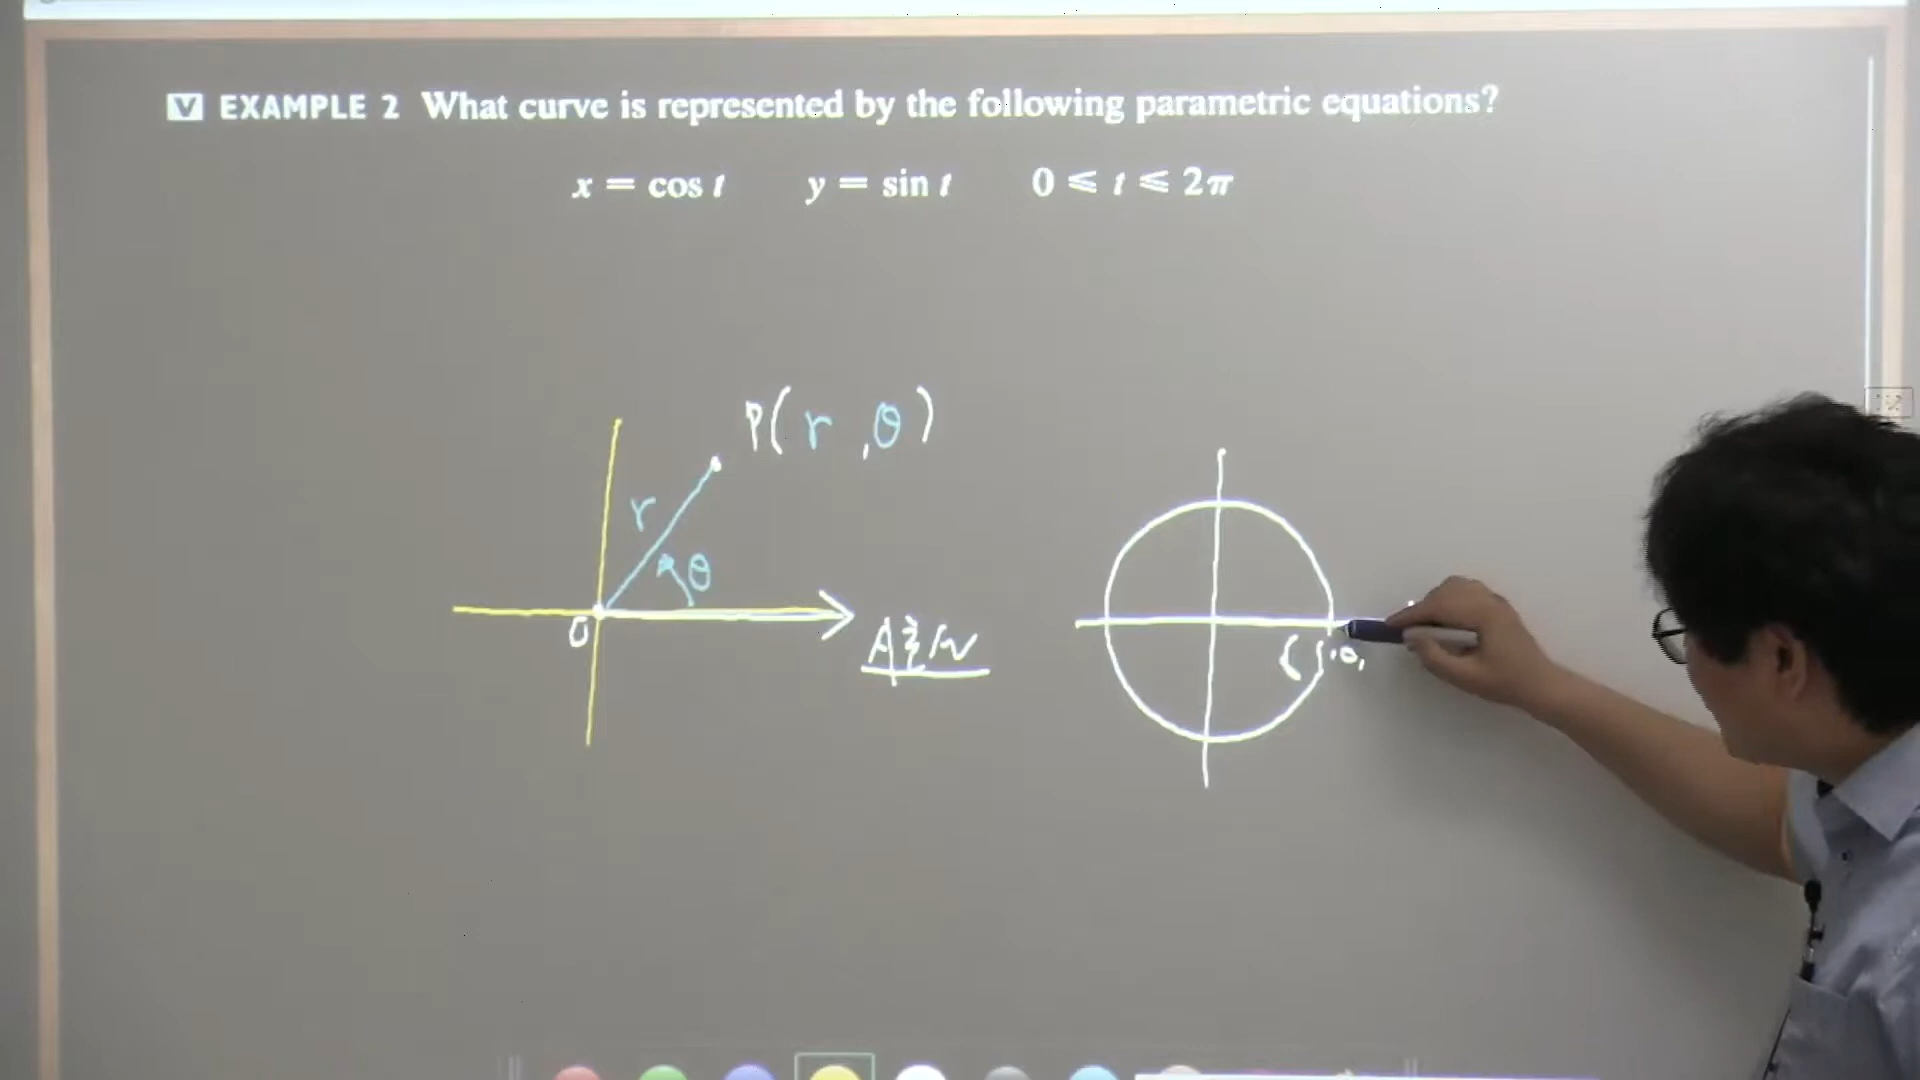 V EXAMPLE 2 What curve is represented by the following parametric equations?
x = cos t y = sin t 0 ⩽ t ⩽ 2π
P( r , θ )
r
θ
O
시초선
(1.0,